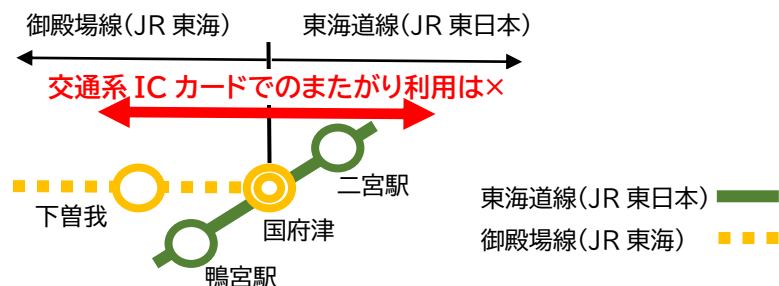 御殿場線(JR 東海)
東海道線(JR 東日本)
交通系 IC カードでのまたがり利用は×
二宮駅
下曽我
国府津
鴨宮駅
東海道線(JR 東日本)
御殿場線(JR 東海)